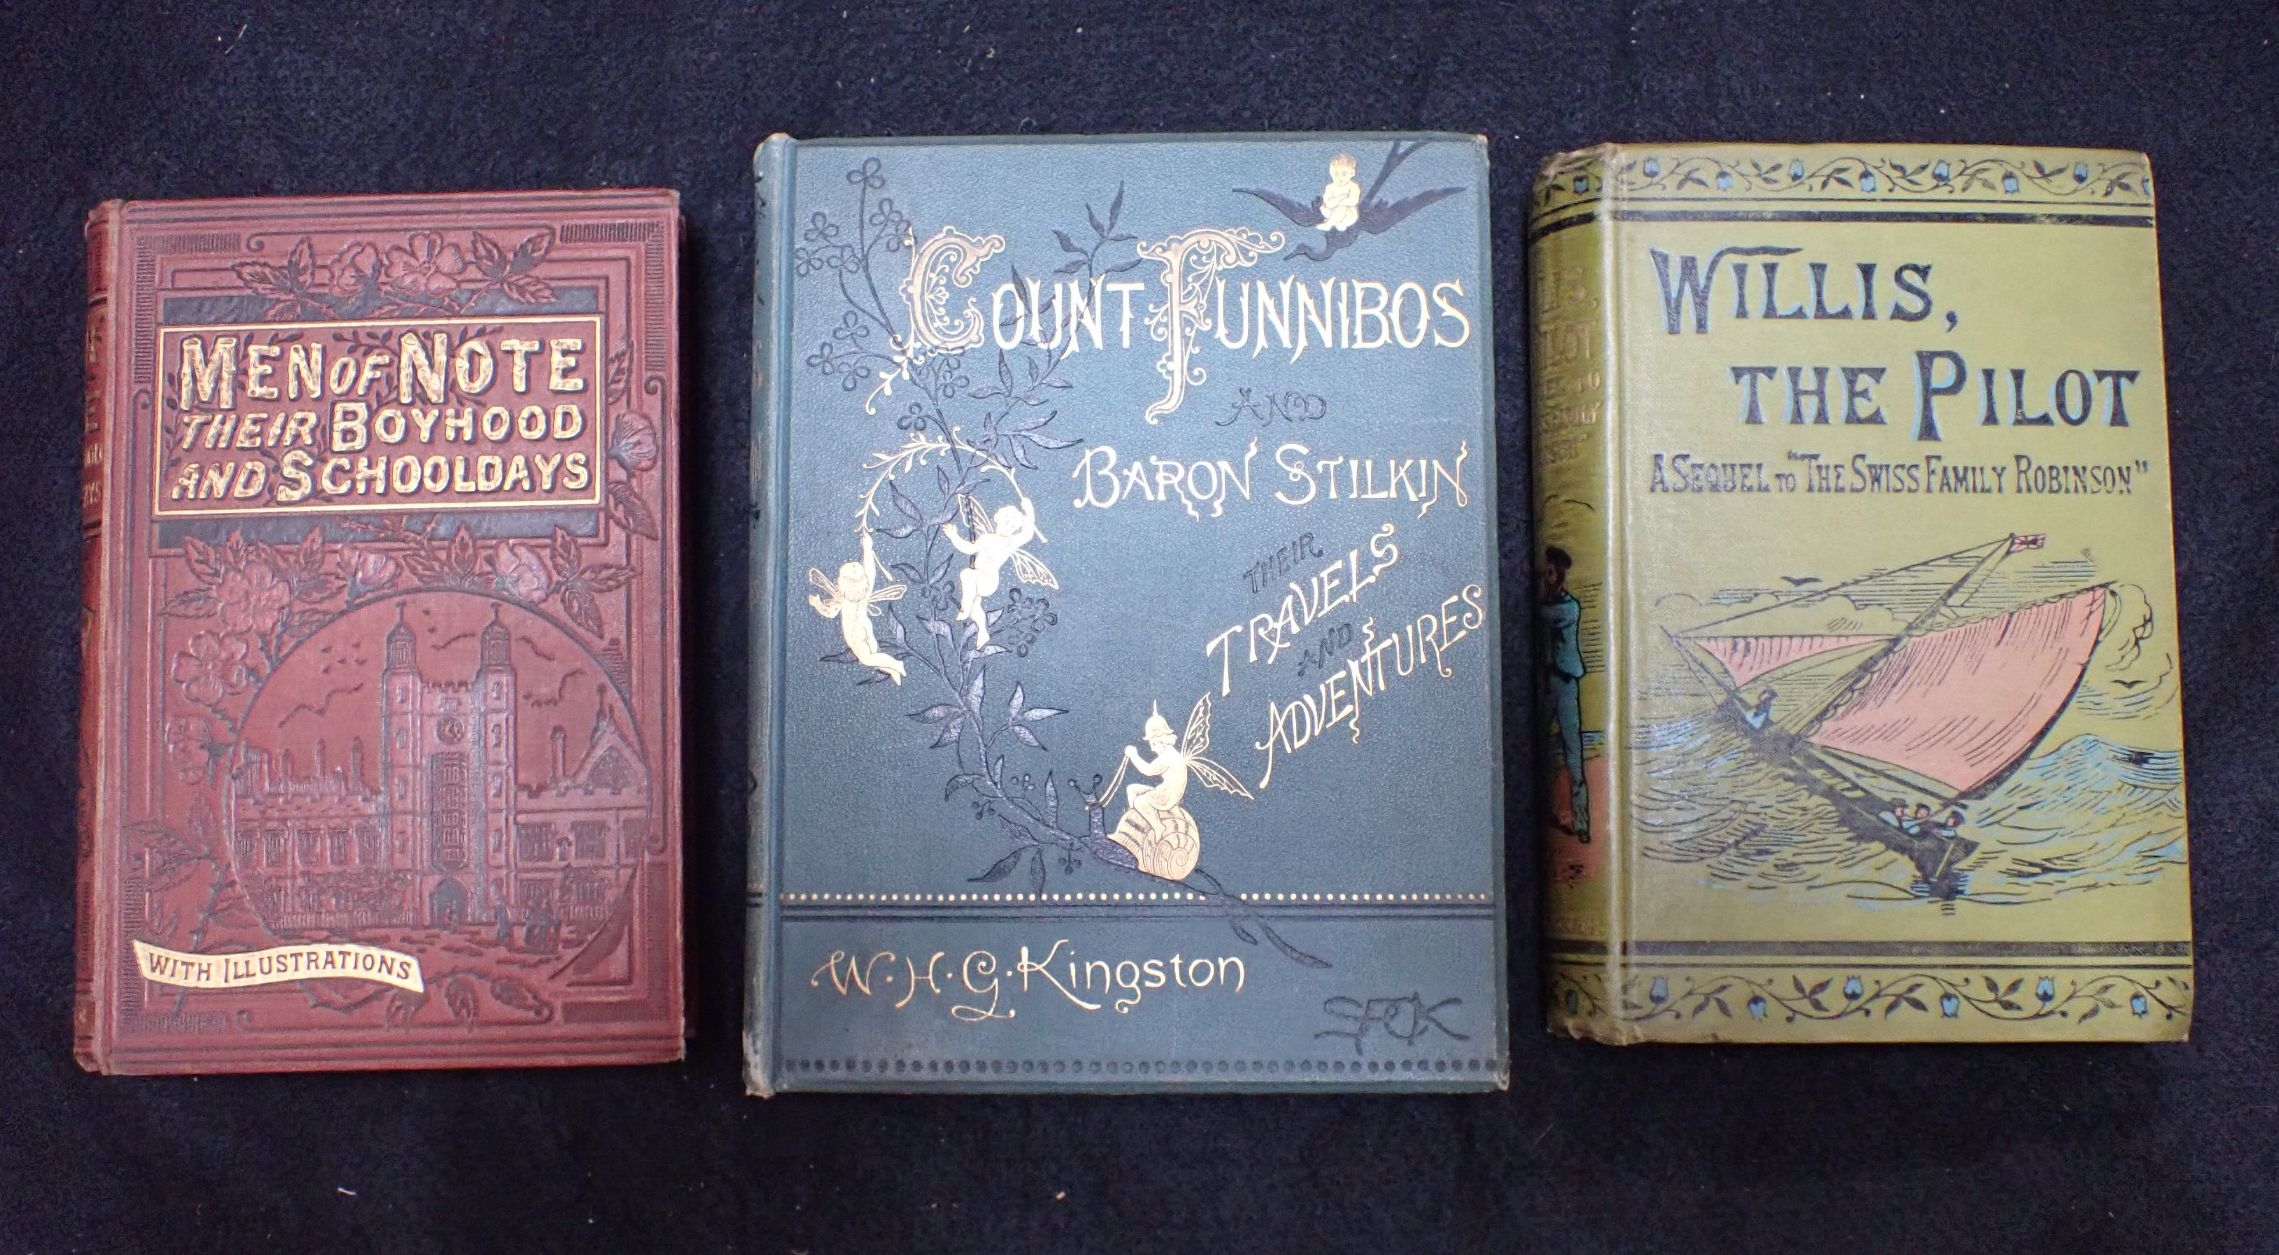 MEN OF NOTE
THEIR BOYHOOD
AND SCHOOLDAYS
WITH ILLUSTRATIONS
COUNT FUNNIBOS
AND
BARON STILKIN
THEIR
TRAVELS
AND
ADVENTURES
W.H.G. Kingston
SPCK
WILLIS,
THE PILOT
A SEQUEL TO "THE SWISS FAMILY ROBINSON"